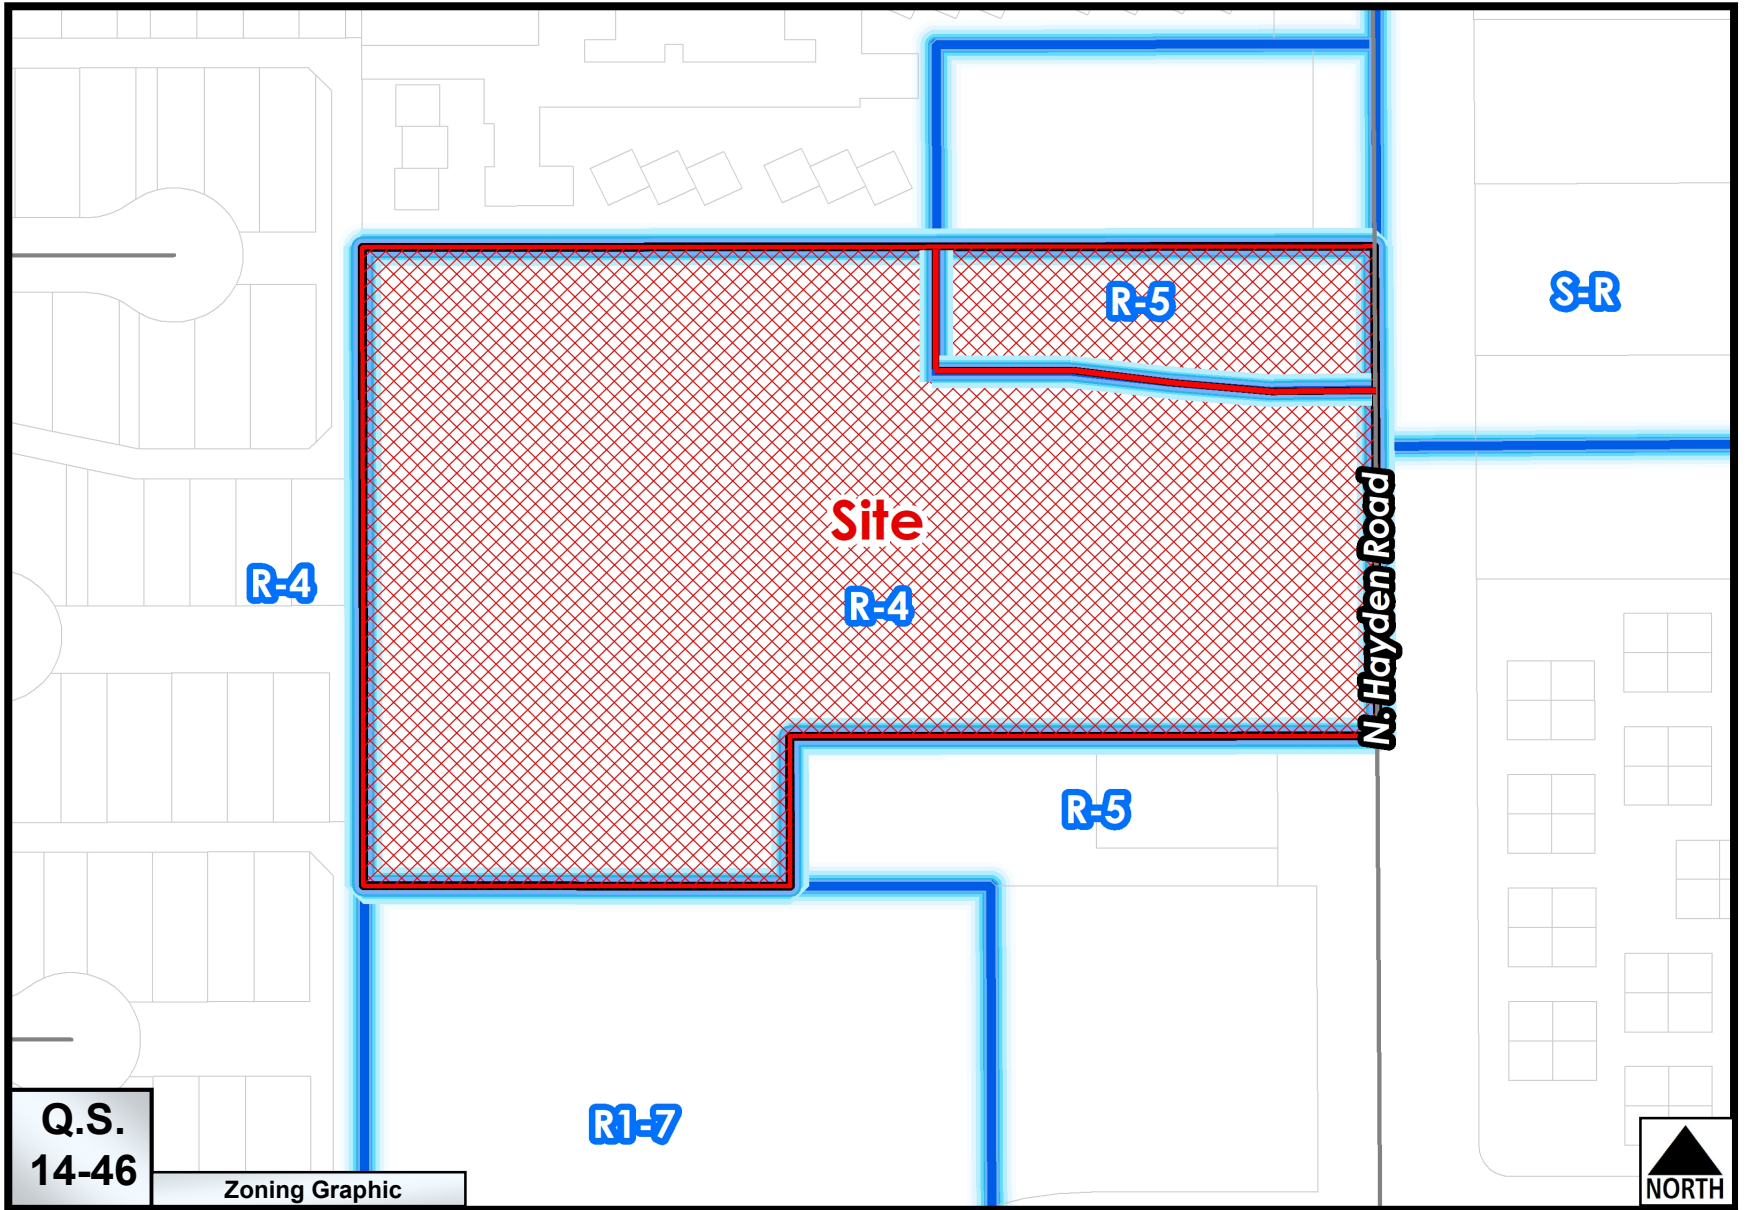 R-5
S-R
Site
R-4
R-4
N. Hayden Road
R-5
R1-7
Q.S.
14-46
Zoning Graphic
NORTH